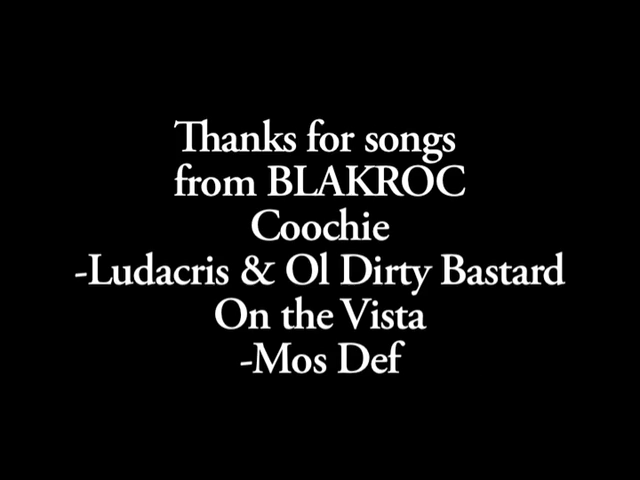 Thanks for songs
from BLAKROC
Coochie
-Ludacris & Ol Dirty Bastard
On the Vista
-Mos Def